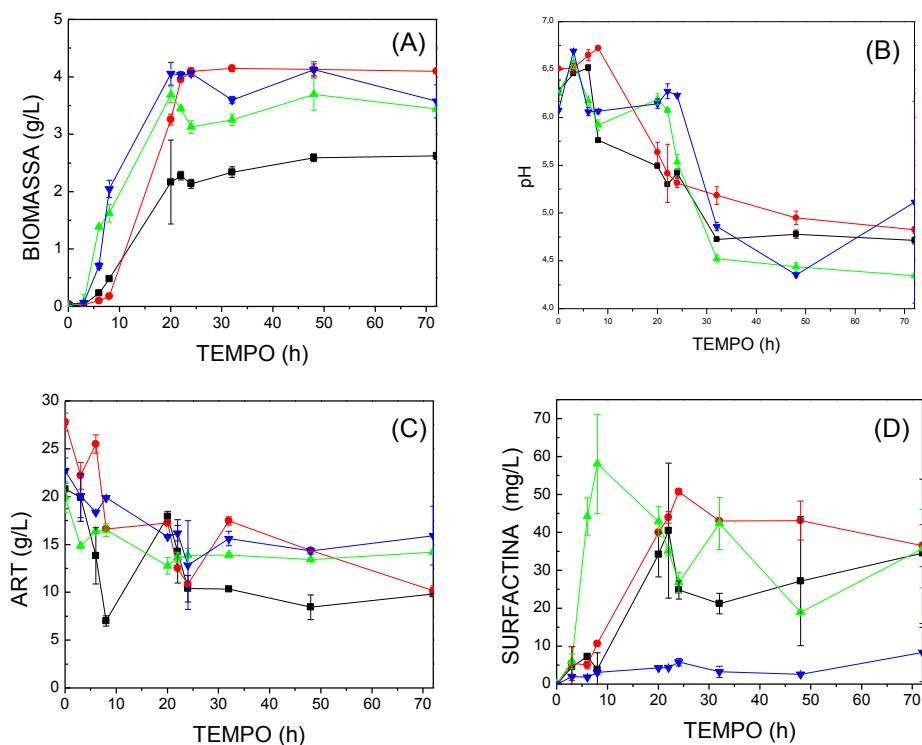 (A)
BIOMASSA (g/L)
5
4
3
2
1
0
0 10 20 30 40 50 60 70
TEMPO (h)
(B)
pH
7,0
6,5
6,0
5,5
5,0
4,5
4,0
0 10 20 30 40 50 60 70
TEMPO (h)
(C)
ART (g/L)
30
25
20
15
10
5
0
0 10 20 30 40 50 60 70
TEMPO (h)
(D)
SURFACTINA (mg/L)
70
60
50
40
30
20
10
0
0 10 20 30 40 50 60 70
TEMPO (h)